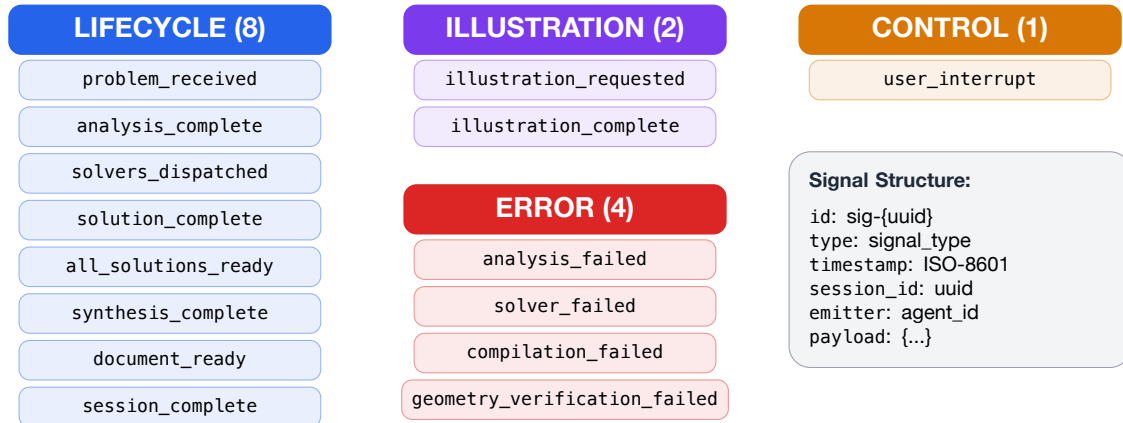 LIFECYCLE (8)
problem_received
analysis_complete
solvers_dispatched
solution_complete
all_solutions_ready
synthesis_complete
document_ready
session_complete
ILLUSTRATION (2)
illustration_requested
illustration_complete
ERROR (4)
analysis_failed
solver_failed
compilation_failed
geometry_verification_failed
CONTROL (1)
user_interrupt
Signal Structure:
id: sig-{uuid}
type: signal_type
timestamp: ISO-8601
session_id: uuid
emitter: agent_id
payload: {...}